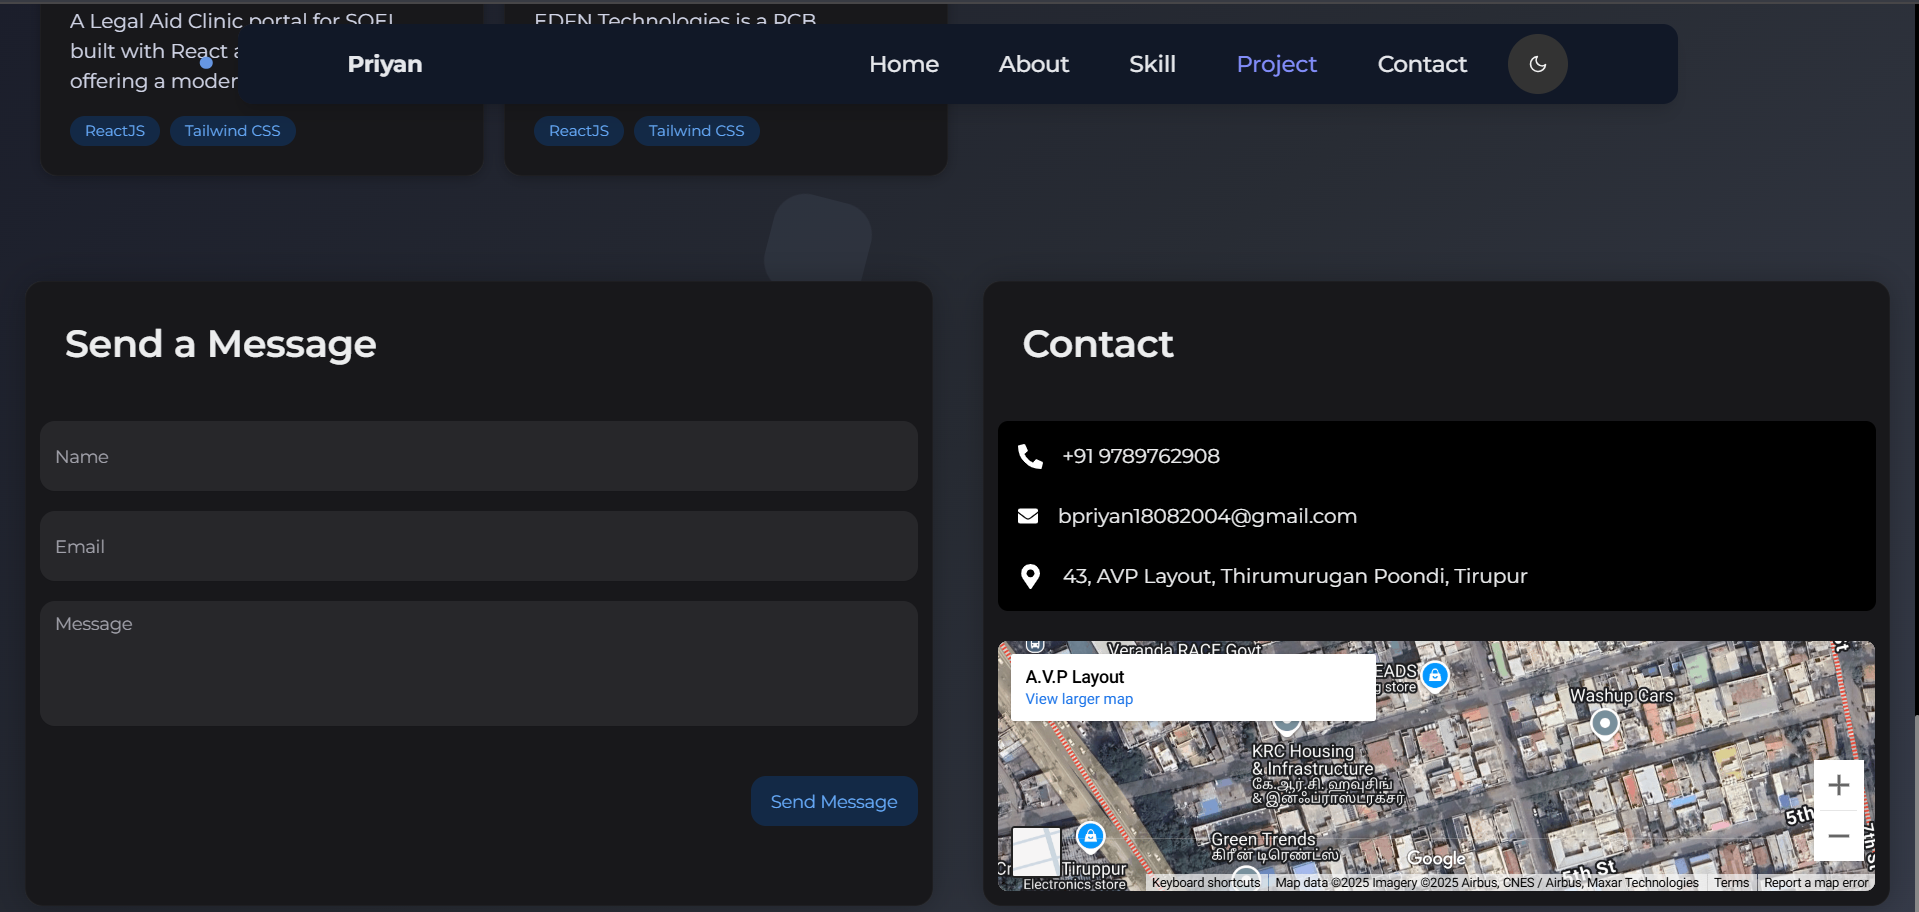 A Legal Aid Clinic portal for SOEL
EDEN Technologies is a PCB
built with React
offering a moder
Priyan
Home
About
Skill
Project
Contact
ReactJS
Tailwind CSS
ReactJS
Tailwind CSS
Send a Message
Name
Email
Message
Send Message
Contact
+91 9789762908
bpriyan18082004@gmail.com
43, AVP Layout, Thirumurugan Poondi, Tirupur
Veranda RACE Govt
A.V.P Layout
View larger map
EADS
g store
Washup Cars
KRC Housing
& Infrastructure
கே.ஆர்.சி. ஹவுசிங்
& இன்ஃப்ராஸ்டரக்சர்
5th
7th S
Green Trends
கிரீன் டிரெண்ட்ஸ்
Google
5th St
Tiruppur
Electronics store
Keyboard shortcuts
Map data ©2025 Imagery ©2025 Airbus, CNES / Airbus, Maxar Technologies
Terms
Report a map error